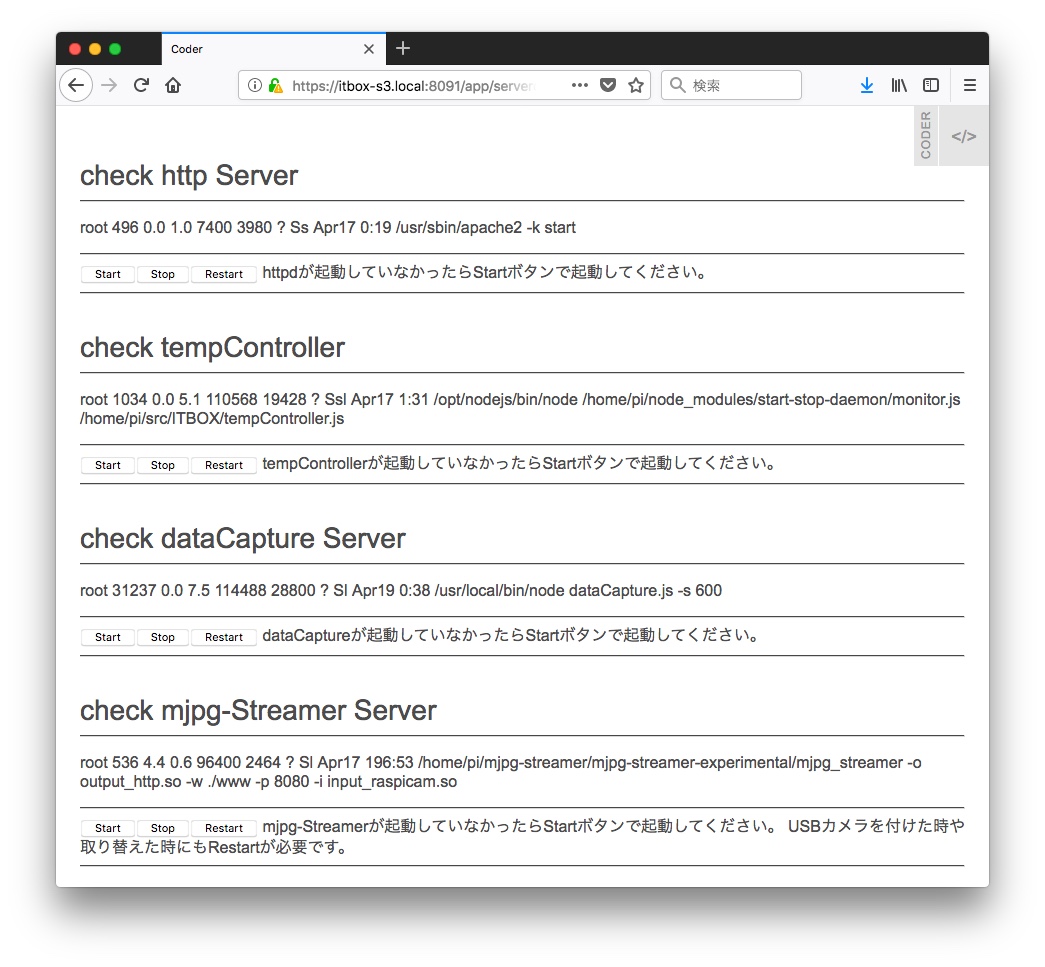 Coder
https://itbox-s3.local:8091/app/server
検索
CODER
</>
check http Server
root 496 0.0 1.0 7400 3980 ? Ss Apr17 0:19 /usr/sbin/apache2 -k start
Start Stop Restart httpdが起動していなかったらStartボタンで起動してください。
check tempController
root 1034 0.0 5.1 110568 19428 ? Ssl Apr17 1:31 /opt/nodejs/bin/node /home/pi/node_modules/start-stop-daemon/monitor.js
/home/pi/src/ITBOX/tempController.js
Start Stop Restart tempControllerが起動していなかったらStartボタンで起動してください。
check dataCapture Server
root 31237 0.0 7.5 114488 28800 ? Sl Apr19 0:38 /usr/local/bin/node dataCapture.js -s 600
Start Stop Restart dataCaptureが起動していなかったらStartボタンで起動してください。
check mjpg-Streamer Server
root 536 4.4 0.6 96400 2464 ? Sl Apr17 196:53 /home/pi/mjpg-streamer/mjpg-streamer-experimental/mjpg_streamer -o
output_http.so -w ./www -p 8080 -i input_raspicam.so
Start Stop Restart mjpg-Streamerが起動していなかったらStartボタンで起動してください。 USBカメラを付けた時や
取り替えた時にもRestartが必要です。